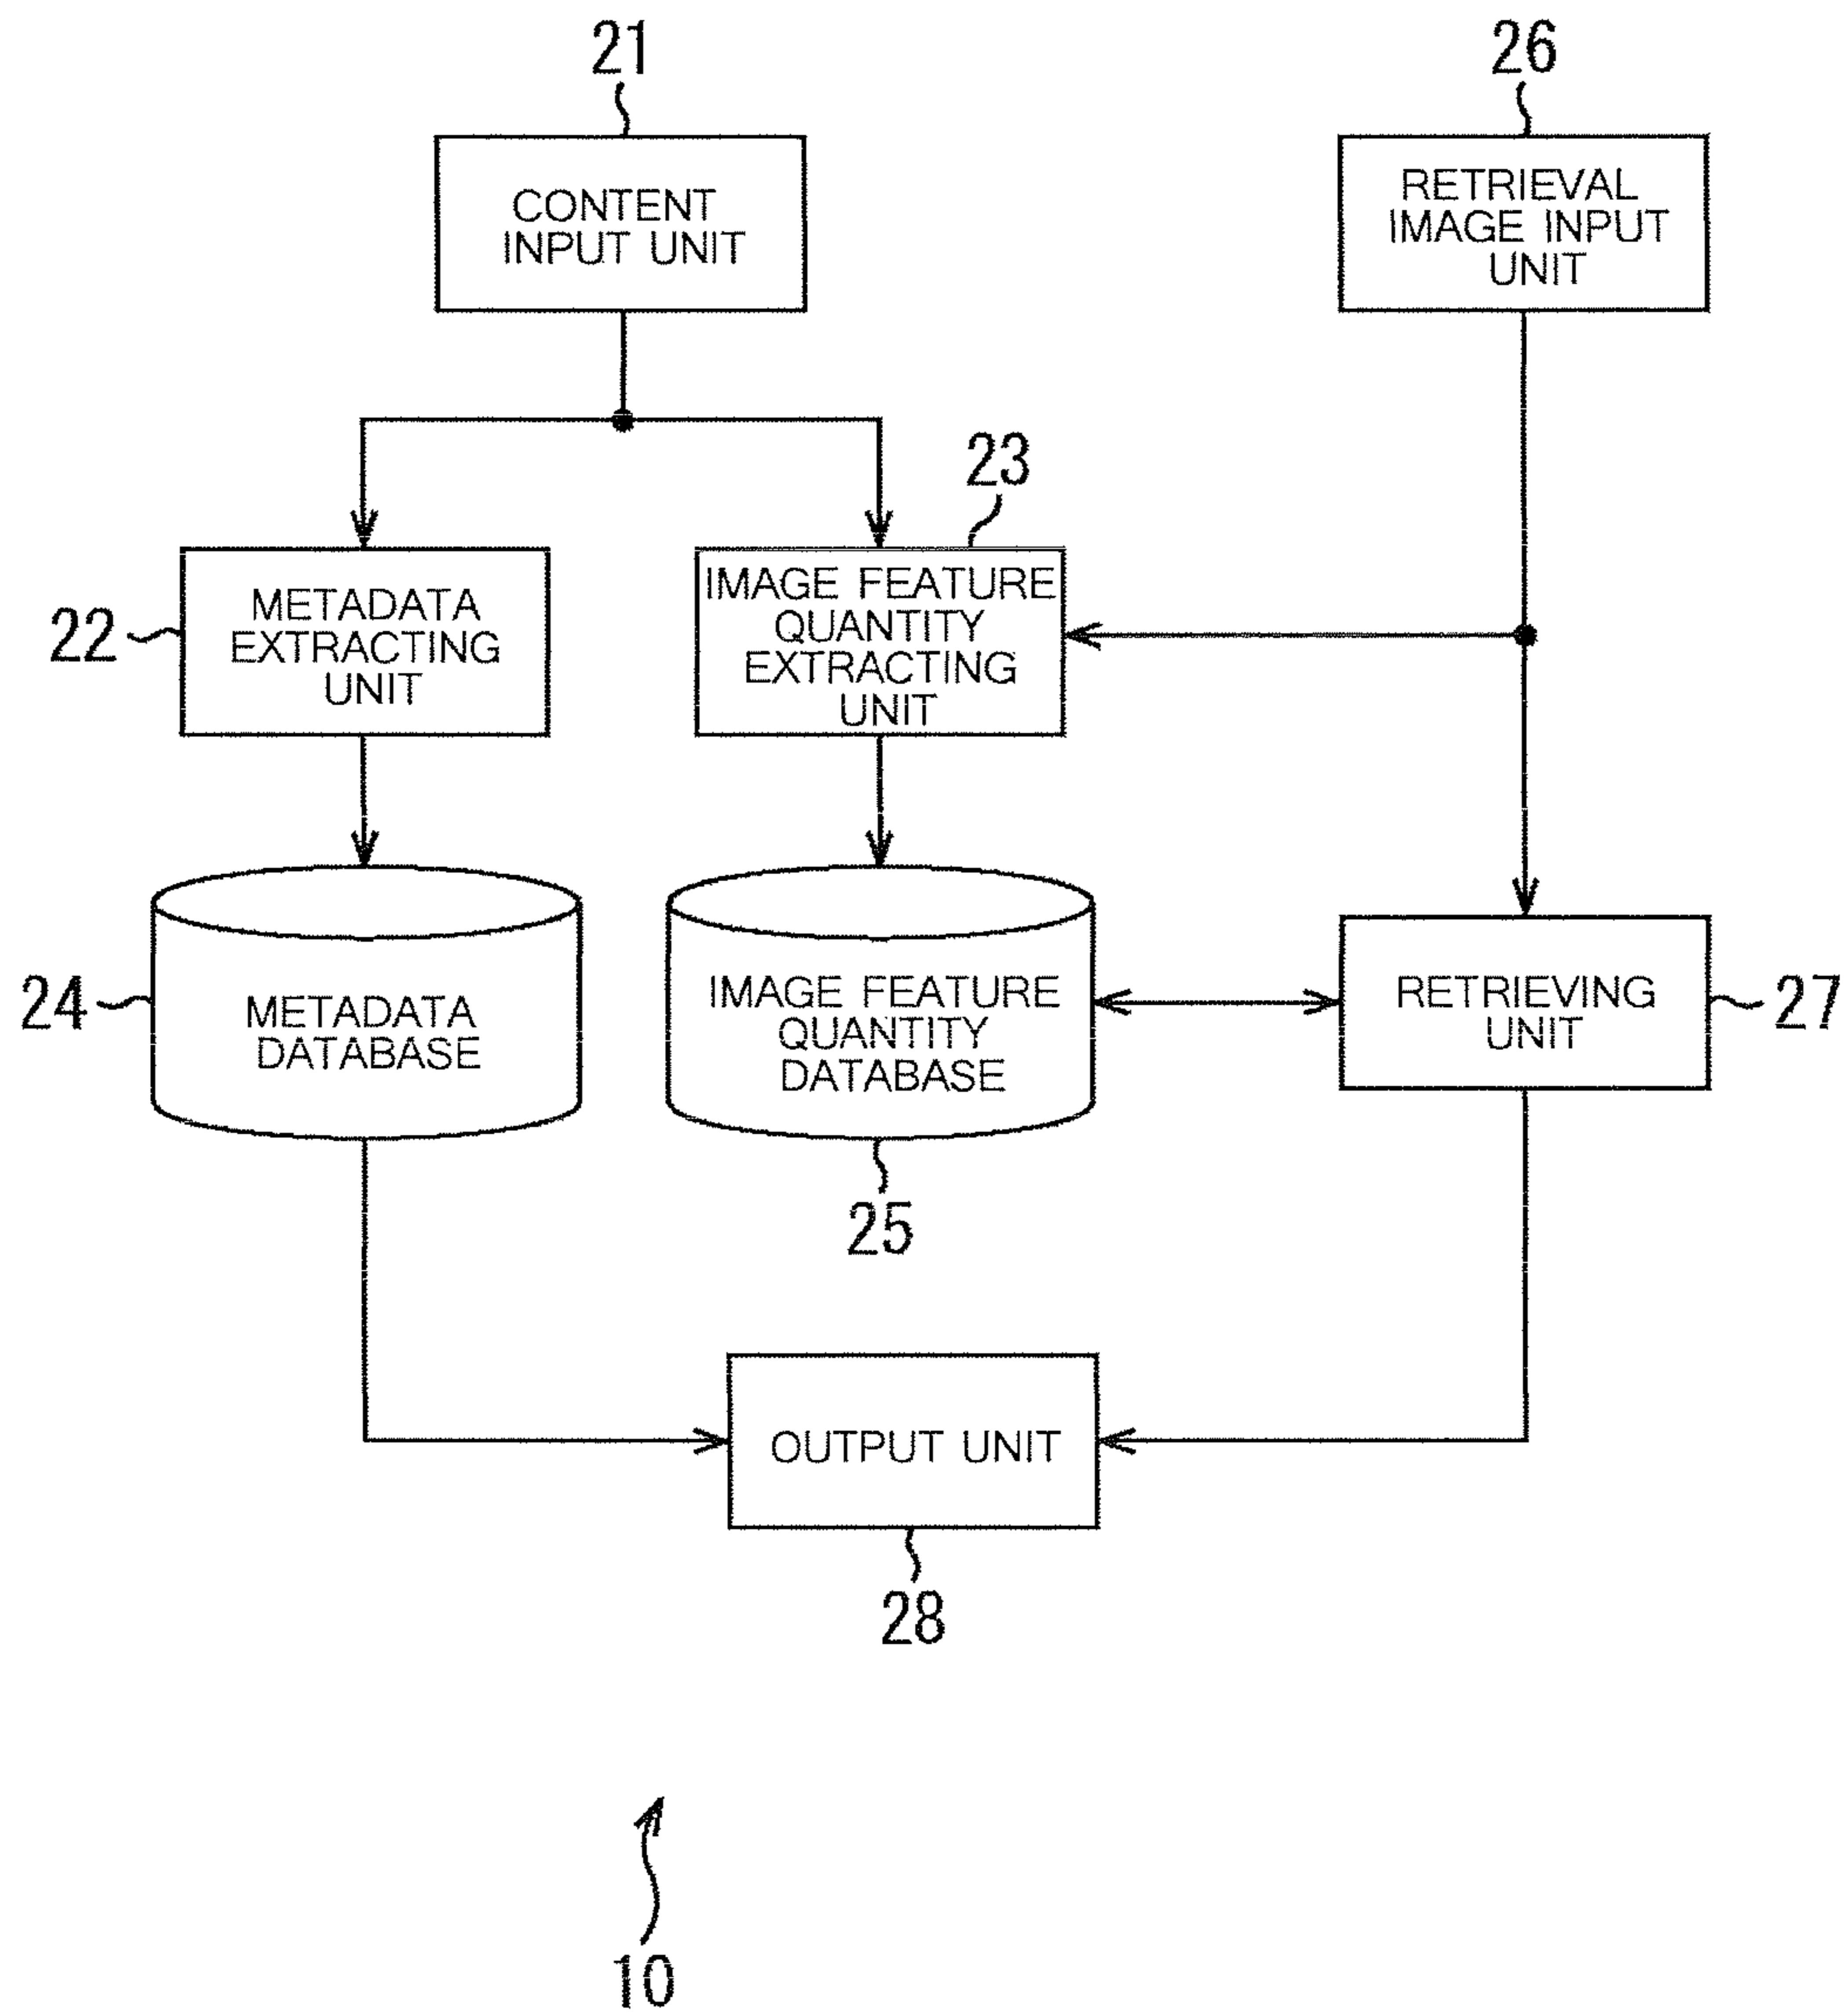 21
26
CONTENT
INPUT UNIT
RETRIEVAL
IMAGE INPUT
UNIT
23
22
METADATA
EXTRACTING
UNIT
IMAGE FEATURE
QUANTITY
EXTRACTING
UNIT
24
METADATA
DATABASE
IMAGE FEATURE
QUANTITY
DATABASE
RETRIEVING
UNIT
27
25
OUTPUT UNIT
28
10